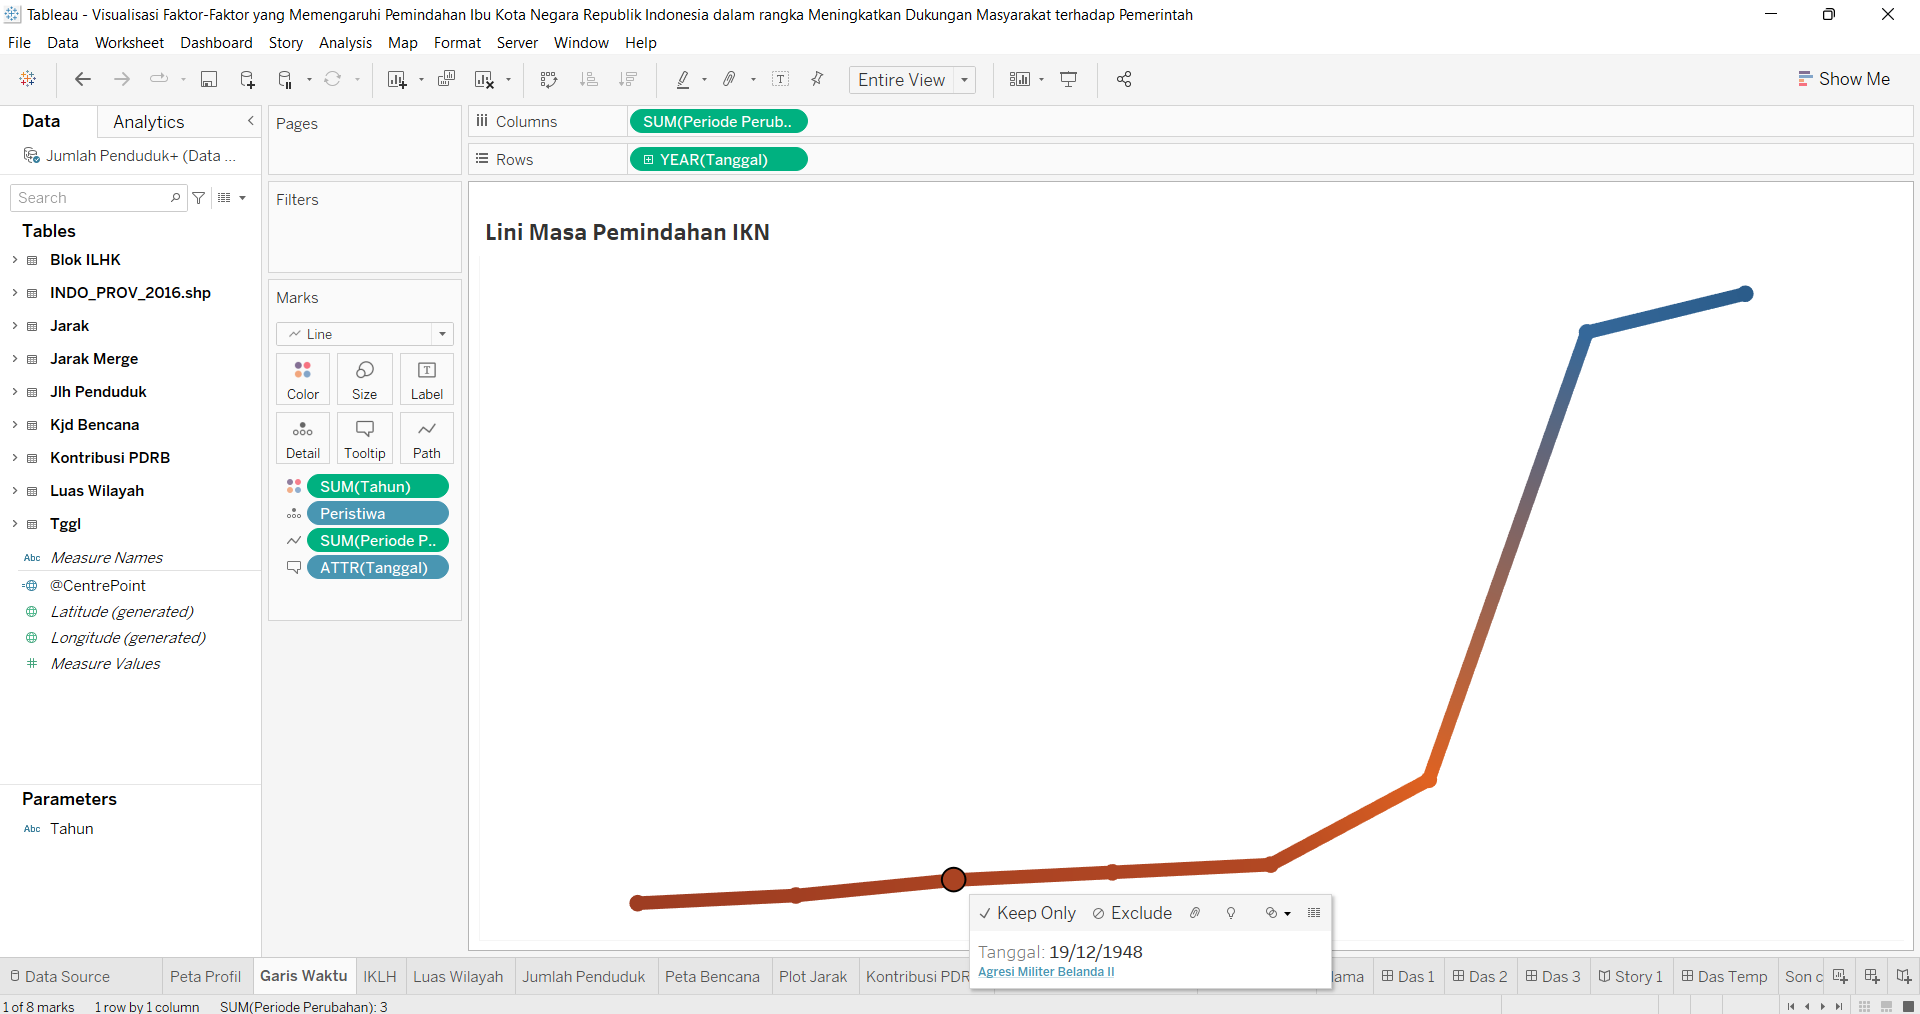 Tableau - Visualisasi Faktor-Faktor yang Memengaruhi Pemindahan Ibu Kota Negara Republik Indonesia dalam rangka Meningkatkan Dukungan Masyarakat terhadap Pemerintah
File Data Worksheet Dashboard Story Analysis Map Format Server Window Help
Entire View
Show Me
Data Analytics
Jumlah Penduduk+ (Data ...
Search
Tables
Blok ILHK
INDO_PROV_2016.shp
Jarak
Jarak Merge
Jlh Penduduk
Kjd Bencana
Kontribusi PDRB
Luas Wilayah
Tggl
Abc Measure Names
@CentrePoint
Latitude (generated)
Longitude (generated)
# Measure Values
Parameters
Abc Tahun
Pages
Filters
Marks
Line
Color Size Label
Detail Tooltip Path
SUM(Tahun)
Peristiwa
SUM(Periode P..
ATTR(Tanggal)
Columns SUM(Periode Perub..
Rows YEAR(Tanggal)
Lini Masa Pemindahan IKN
Keep Only Exclude
Tanggal: 19/12/1948
Agresi Militer Belanda II
Data Source Peta Profil Garis Waktu IKLH Luas Wilayah Jumlah Penduduk Peta Bencana Plot Jarak Kontribusi PDR lama Das 1 Das 2 Das 3 Story 1 Das Temp Son c
1 of 8 marks 1 row by 1 column SUM(Periode Perubahan): 3